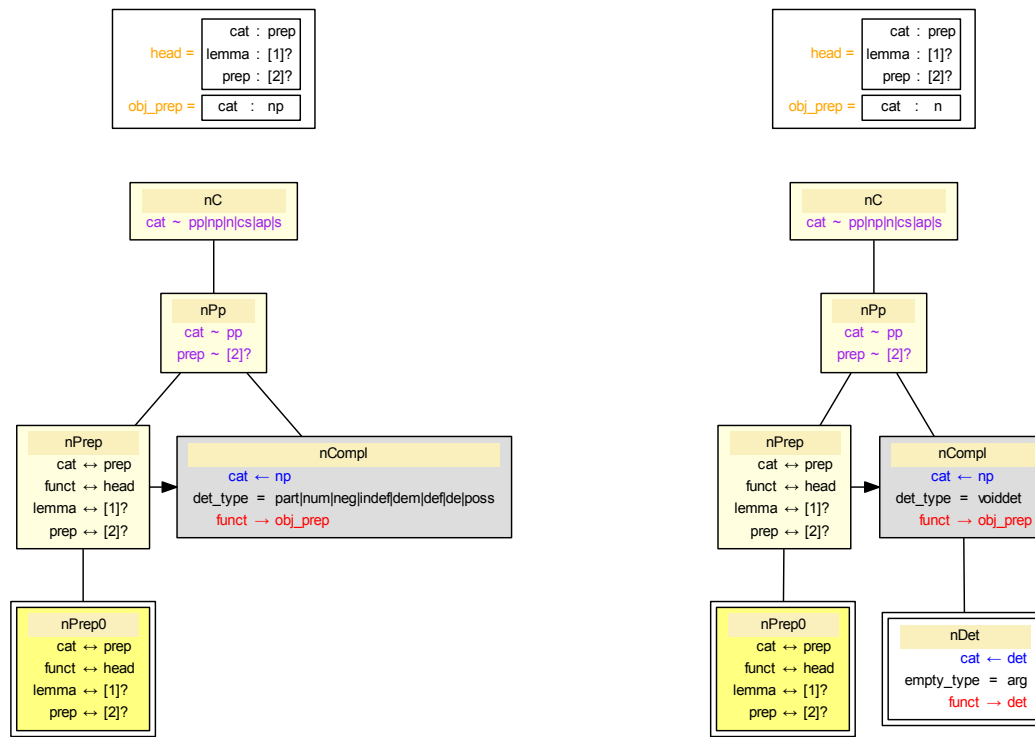 cat : prep
head = lemma : [1]?
prep : [2]?
obj_prep = cat : np
nC
cat ~ pp|np|n|cs|ap|s
nPp
cat ~ pp
prep ~ [2]?
nPrep
cat ↔ prep
funct ↔ head
lemma ↔ [1]?
prep ↔ [2]?
nCompl
cat ← np
det_type = part|num|neg|indef|dem|def|de|poss
funct → obj_prep
nPrep0
cat ↔ prep
funct ↔ head
lemma ↔ [1]?
prep ↔ [2]?
cat : prep
head = lemma : [1]?
prep : [2]?
obj_prep = cat : n
nC
cat ~ pp|np|n|cs|ap|s
nPp
cat ~ pp
prep ~ [2]?
nPrep
cat ↔ prep
funct ↔ head
lemma ↔ [1]?
prep ↔ [2]?
nCompl
cat ← np
det_type = voiddet
funct → obj_prep
nPrep0
cat ↔ prep
funct ↔ head
lemma ↔ [1]?
prep ↔ [2]?
nDet
cat ← det
empty_type = arg
funct → det